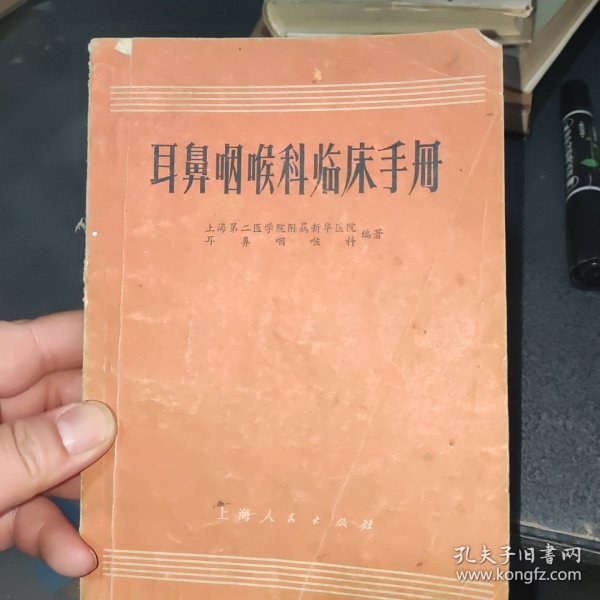 耳鼻咽喉科临床手册
上海第二医学院附属新华医院
耳鼻咽喉科
编著
上海人民出版社
孔夫子旧书网
www.kongfz.com